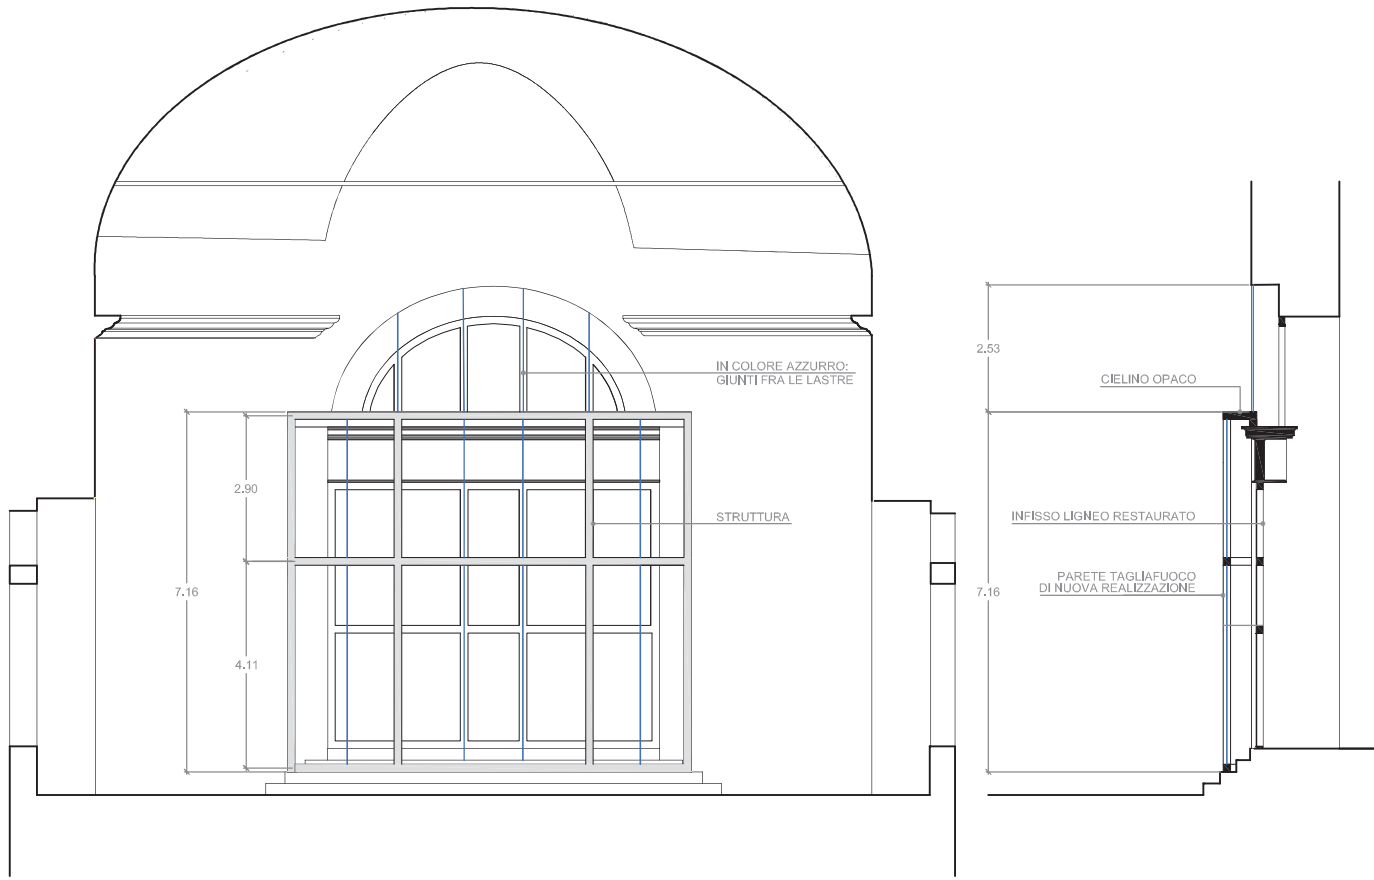 IN COLORE AZZURRO:
GIUNTI FRA LE LASTRE
2.90
STRUTTURA
7.16
4.11
2.53
CIELINO OPACO
INFISSO LIGNEO RESTAURATO
PARETE TAGLIAFUOCO
DI NUOVA REALIZZAZIONE
7.16